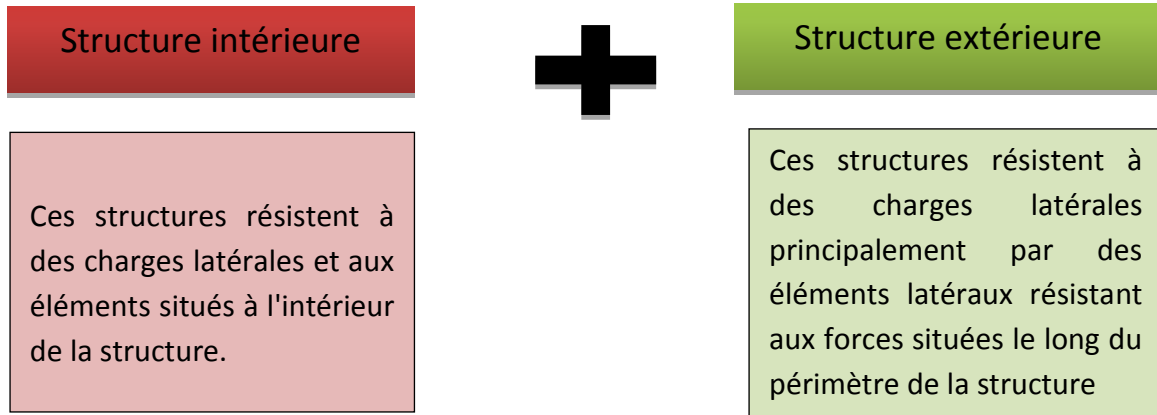 Structure intérieure
Ces structures résistent à
des charges latérales et aux
éléments situés à l'intérieur
de la structure.
Structure extérieure
Ces structures résistent à
des charges latérales
principalement par des
éléments latéraux résistant
aux forces situées le long du
périmètre de la structure